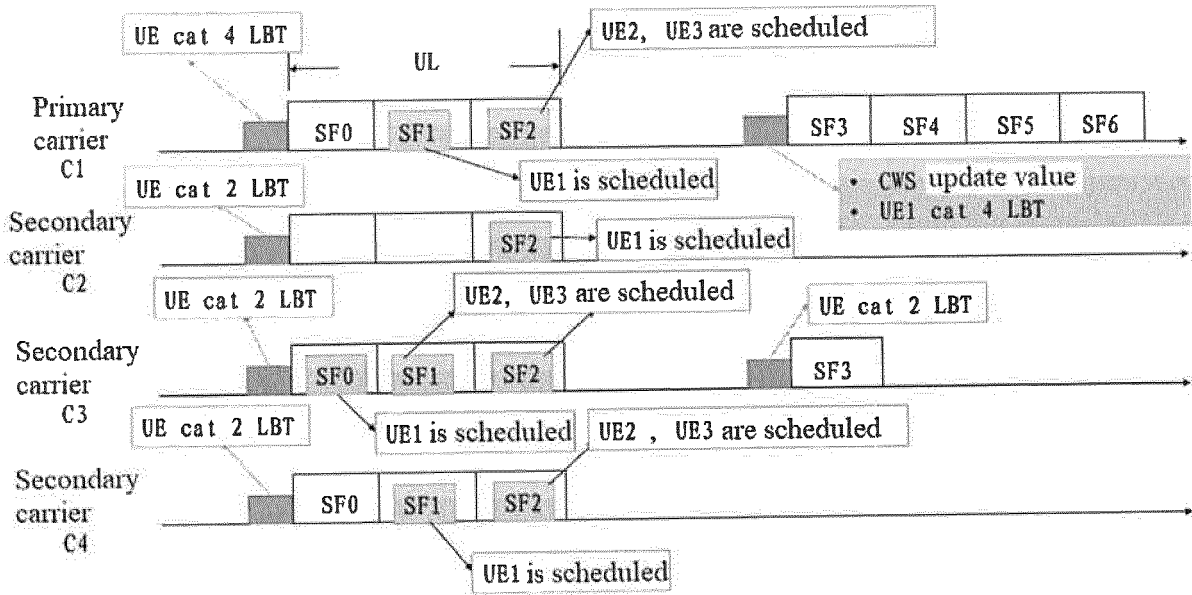 UE cat 4 LBT
UE2, UE3 are scheduled
UL
Primary
carrier
C1
SF0
SF1
SF2
SF3
SF4
SF5
SF6
UE1 is scheduled
• CWS update value
• UE1 cat 4 LBT
UE cat 2 LBT
Secondary
carrier
C2
SF2
UE1 is scheduled
UE cat 2 LBT
UE2, UE3 are scheduled
UE cat 2 LBT
Secondary
carrier
C3
SF0
SF1
SF2
SF3
UE1 is scheduled
UE cat 2 LBT
UE2 , UE3 are scheduled
Secondary
carrier
C4
SF0
SF1
SF2
UE1 is scheduled